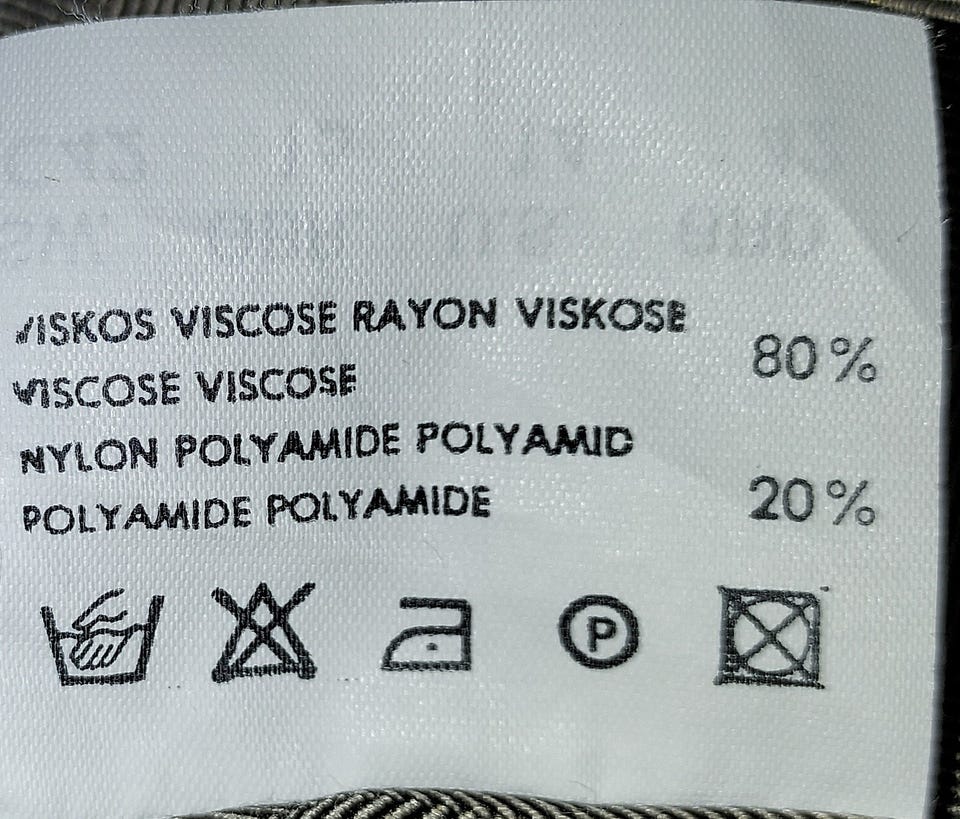 VISKOS VISCOSE RAYON VISKOSE
VISCOSE VISCOSE 80%
NYLON POLYAMIDE POLYAMID
POLYAMIDE POLYAMIDE 20%
P